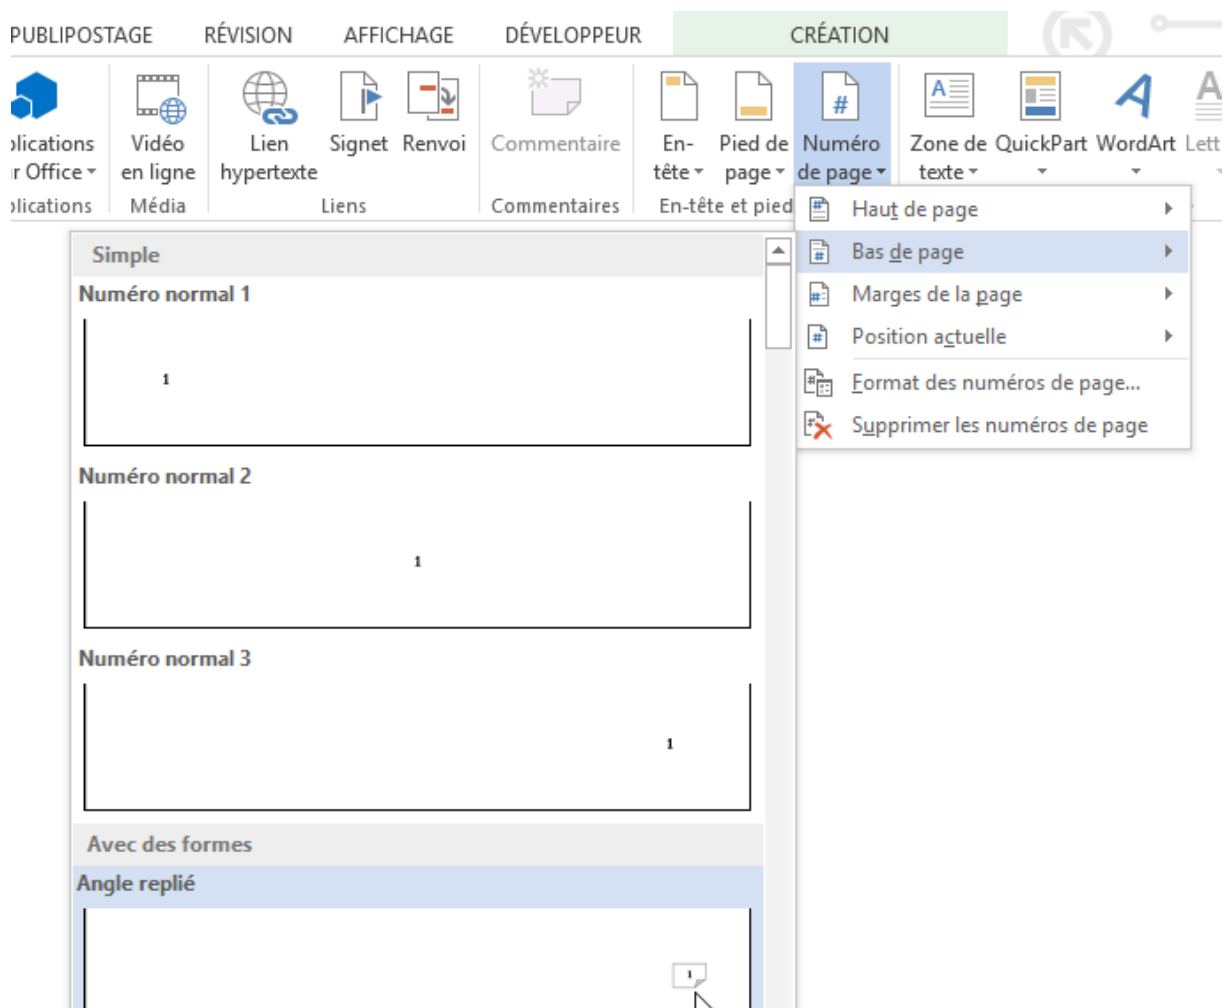 PUBLIPOSTAGE RÉVISION AFFICHAGE DÉVELOPPEUR CRÉATION
plications Vidéo Lien Signet Renvoi Commentaire En- Pied de Numéro Zone de QuickPart WordArt Lett
r Office en ligne hypertexte tête page de page texte
plications Média Liens Commentaires En-tête et pied
Haut de page
Bas de page
Marges de la page
Position actuelle
Format des numéros de page...
Supprimer les numéros de page
Simple
Numéro normal 1
1
Numéro normal 2
1
Numéro normal 3
1
Avec des formes
Angle replié
1